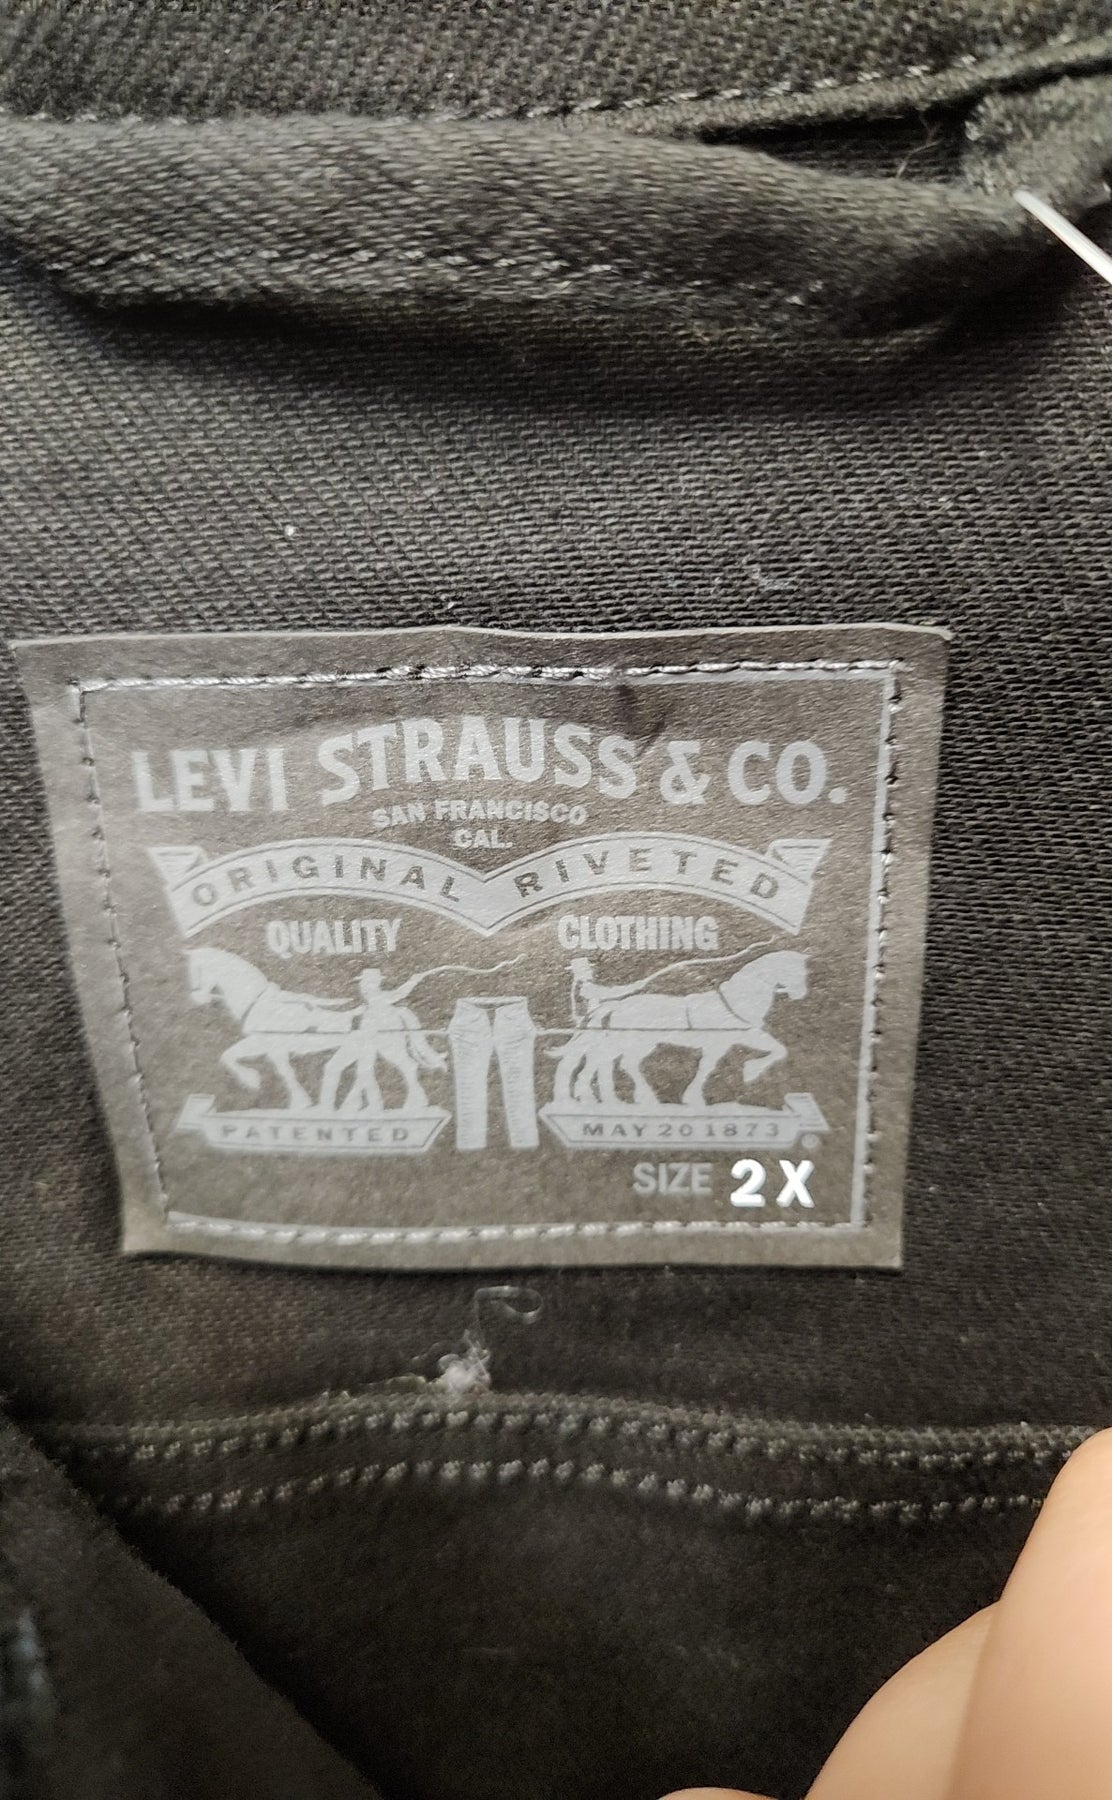 LEVI STRAUSS & CO.
SAN FRANCISCO
CAL.
ORIGINAL RIVETED
QUALITY CLOTHING
PATENTED MAY 20 1873 ®
SIZE 2X